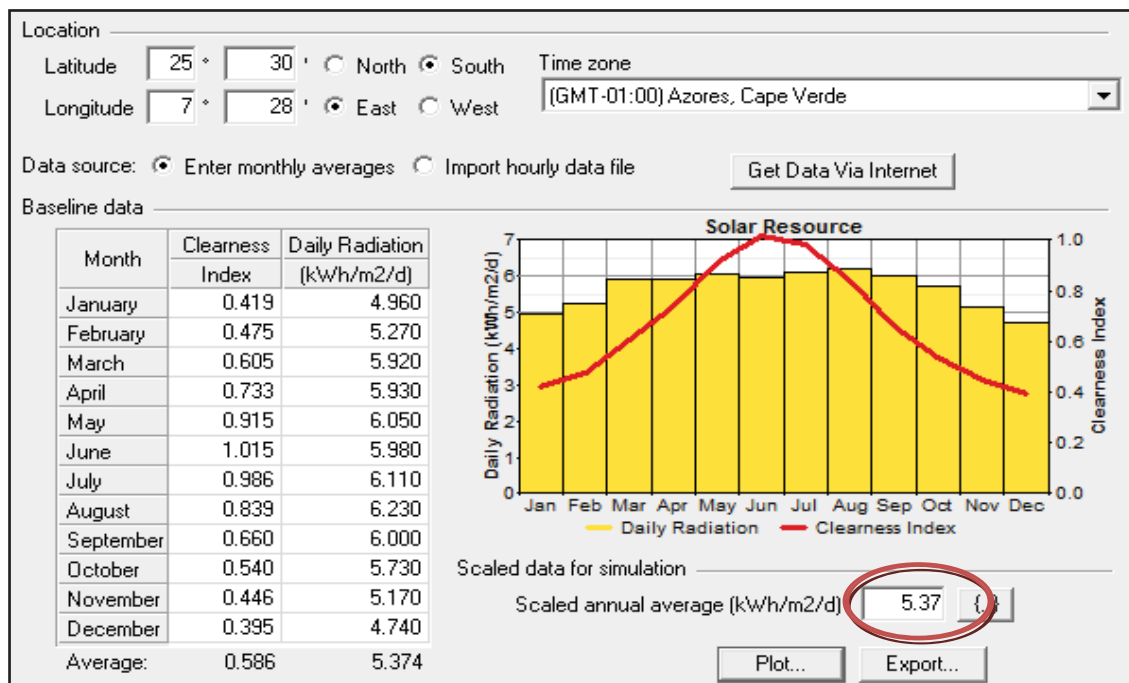 Location
Latitude 25 ° 30 ' North South Time zone
Longitude 7 ° 28 ' East West (GMT-01:00) Azores, Cape Verde
Data source: Enter monthly averages Import hourly data file Get Data Via Internet
Baseline data
Month Clearness Index Daily Radiation (kWh/m2/d)
January 0.419 4.960
February 0.475 5.270
March 0.605 5.920
April 0.733 5.930
May 0.915 6.050
June 1.015 5.980
July 0.986 6.110
August 0.839 6.230
September 0.660 6.000
October 0.540 5.730
November 0.446 5.170
December 0.395 4.740
Average: 0.586 5.374
Solar Resource
Daily Radiation (kWh/m2/d)
7
6
5
4
3
2
1
0
1.0
0.8
0.6
0.4
0.2
0.0
Clearness Index
Jan Feb Mar Apr May Jun Jul Aug Sep Oct Nov Dec
Daily Radiation Clearness Index
Scaled data for simulation
Scaled annual average (kWh/m2/d) 5.37 {..}
Plot... Export...